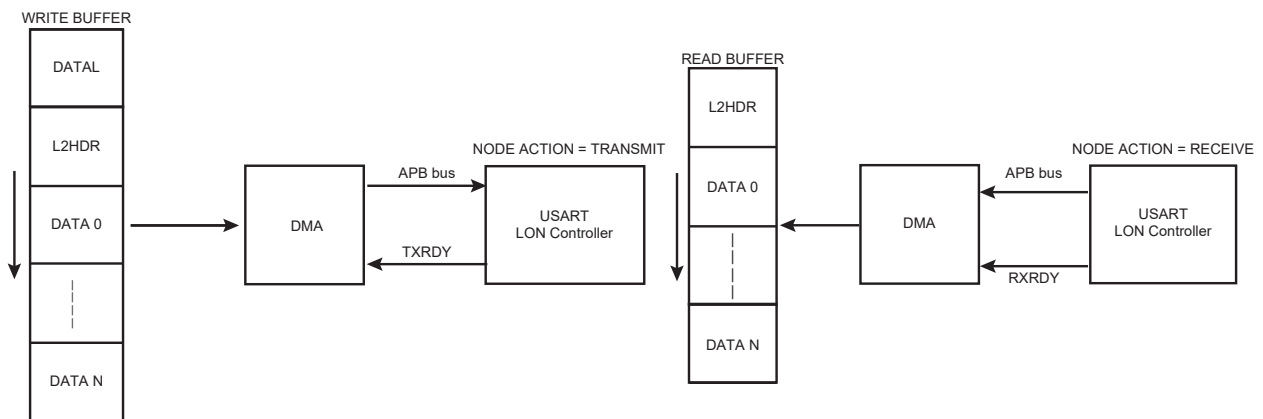 WRITE BUFFER
DATAL
L2HDR
DATA 0
DATA N
DMA
APB bus
TXRDY
NODE ACTION = TRANSMIT
USART
LON Controller
READ BUFFER
L2HDR
DATA 0
DATA N
DMA
APB bus
RXRDY
NODE ACTION = RECEIVE
USART
LON Controller